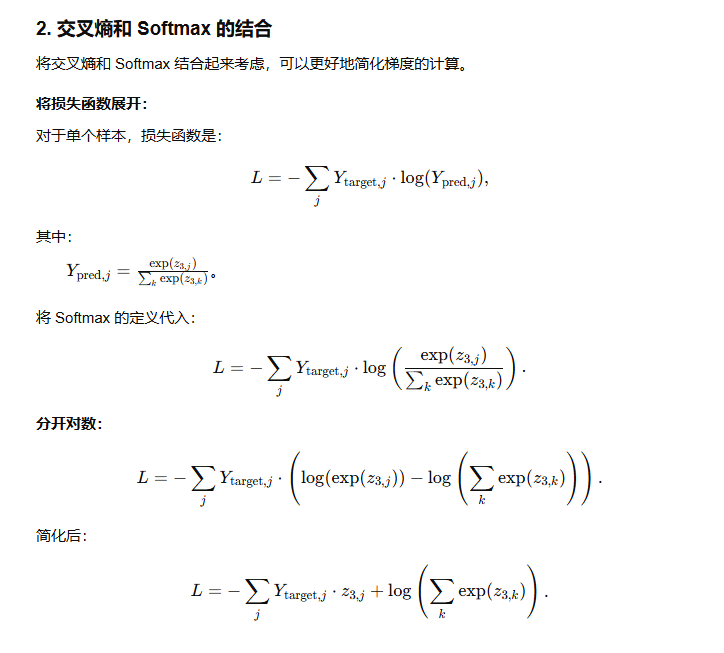 2. 交叉熵和 Softmax 的结合
将交叉熵和 Softmax 结合起来考虑，可以更好地简化梯度的计算。
将损失函数展开：
对于单个样本，损失函数是：
$L = -\sum_{j} Y_{\text{target},j} \cdot \log(Y_{\text{pred},j}),$
其中：
$Y_{\text{pred},j} = \frac{\exp(z_{3,j})}{\sum_k \exp(z_{3,k})}$。
将 Softmax 的定义代入：
$L = -\sum_{j} Y_{\text{target},j} \cdot \log\left(\frac{\exp(z_{3,j})}{\sum_k \exp(z_{3,k})}\right).$
分开对数：
$L = -\sum_{j} Y_{\text{target},j} \cdot \left(\log(\exp(z_{3,j})) - \log\left(\sum_{k} \exp(z_{3,k})\right)\right).$
简化后：
$L = -\sum_{j} Y_{\text{target},j} \cdot z_{3,j} + \log\left(\sum_{k} \exp(z_{3,k})\right).$